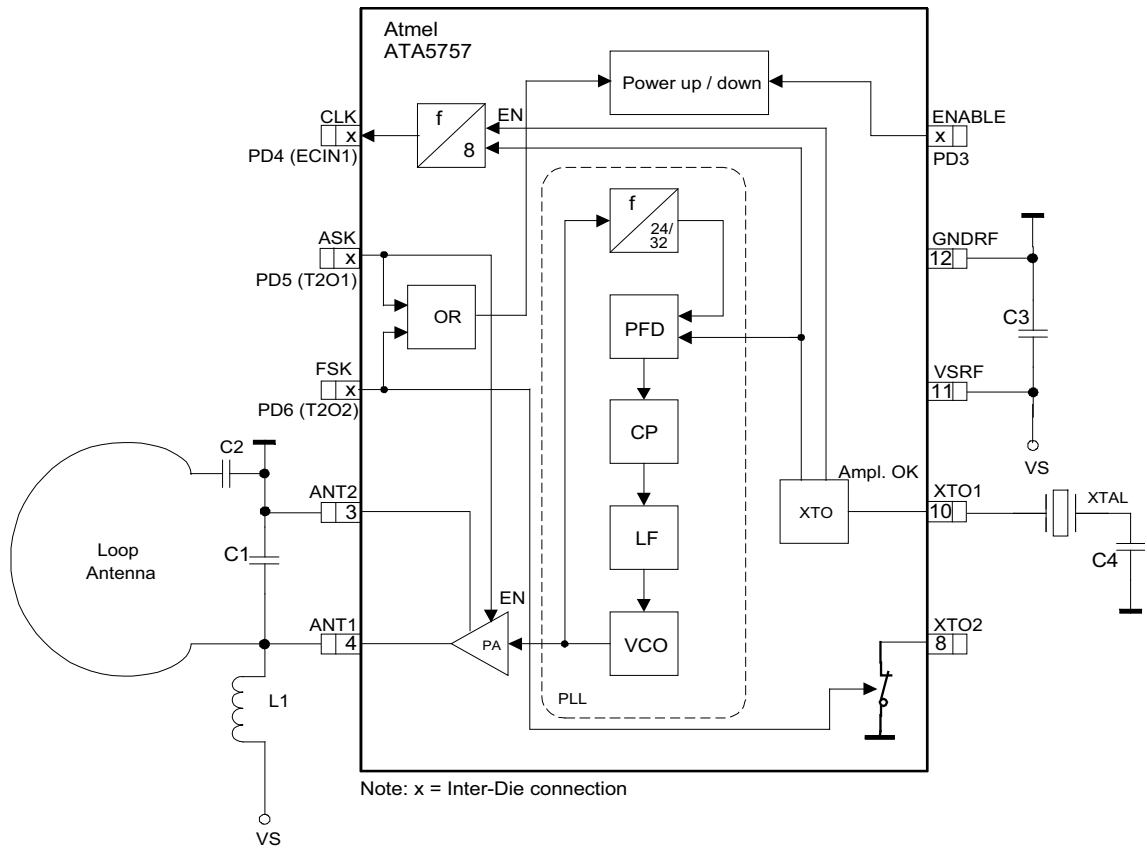 Atmel
ATA5757
Power up / down
CLK
x
PD4 (ECIN1)
f
8
EN
ENABLE
x
PD3
f
24/
32
ASK
x
PD5 (T2O1)
GNDRF
12
OR
PFD
C3
FSK
x
PD6 (T2O2)
VSRF
11
CP
VS
C2
Ampl. OK
ANT2
3
XTO
XTO1
10
XTAL
LF
Loop
Antenna
C1
C4
EN
ANT1
4
PA
VCO
XTO2
8
L1
PLL
VS
Note: x = Inter-Die connection